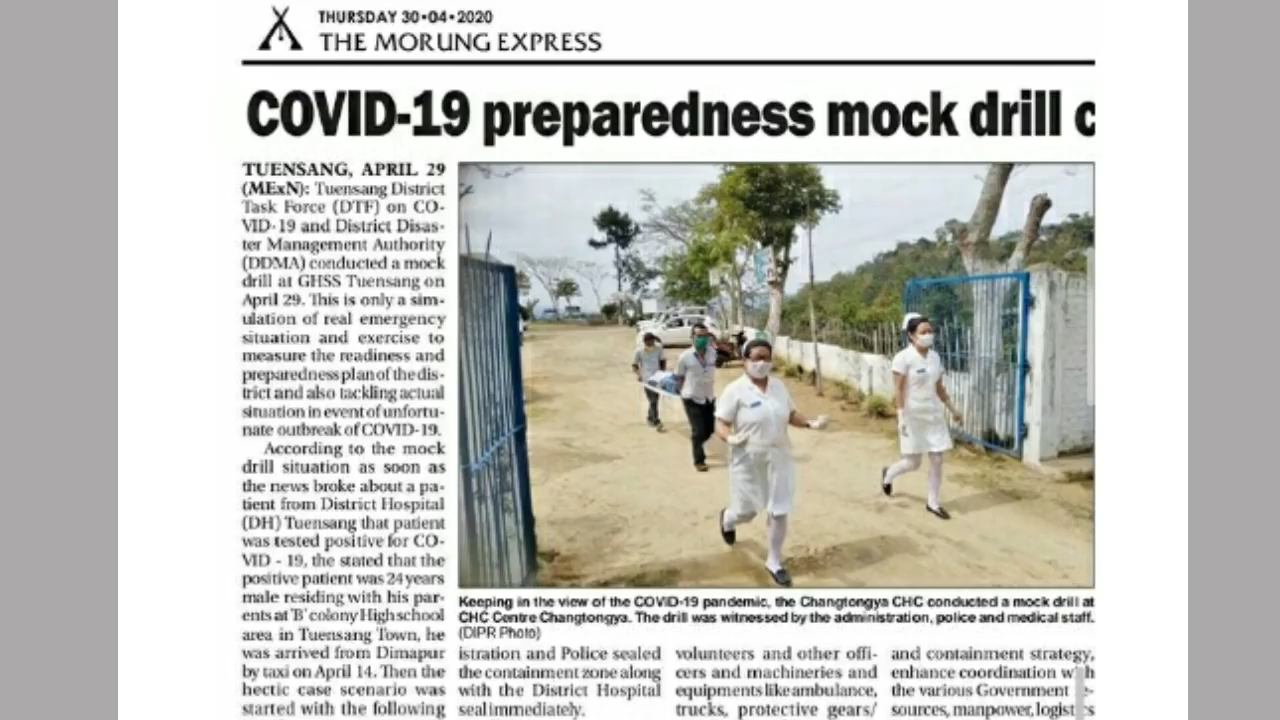 THURSDAY 30•04•2020
THE MORUNG EXPRESS
COVID-19 preparedness mock drill c
TUENSANG, APRIL 29
(MExN): Tuensang District
Task Force (DTF) on CO-
VID-19 and District Disas-
ter Management Authority
(DDMA) conducted a mock
drill at GHSS Tuensang on
April 29. This is only a sim-
ulation of real emergency
situation and exercise to
measure the readiness and
preparedness plan of the dis-
trict and also tackling actual
situation in event of unfortu-
nate outbreak of COVID-19.
According to the mock
drill situation as soon as
the news broke about a pa-
tient from District Hospital
(DH) Tuensang that patient
was tested positive for CO-
VID - 19, the stated that the
positive patient was 24 years
male residing with his par-
ents at 'B' colony High school
area in Tuensang Town, he
was arrived from Dimapur
by taxi on April 14. Then the
hectic case scenario was
started with the following
Keeping in the view of the COVID-19 pandemic, the Changtongya CHC conducted a mock drill at
CHC Centre Changtongya. The drill was witnessed by the administration, police and medical staff.
(DIPR Photo)
istration and Police sealed
the containment zone along
with the District Hospital
seal immediately.
volunteers and other offi-
cers and machineries and
equipments like ambulance,
trucks, protective gears/
and containment strategy,
enhance coordination with
the various Government
sources, manpower, logistics